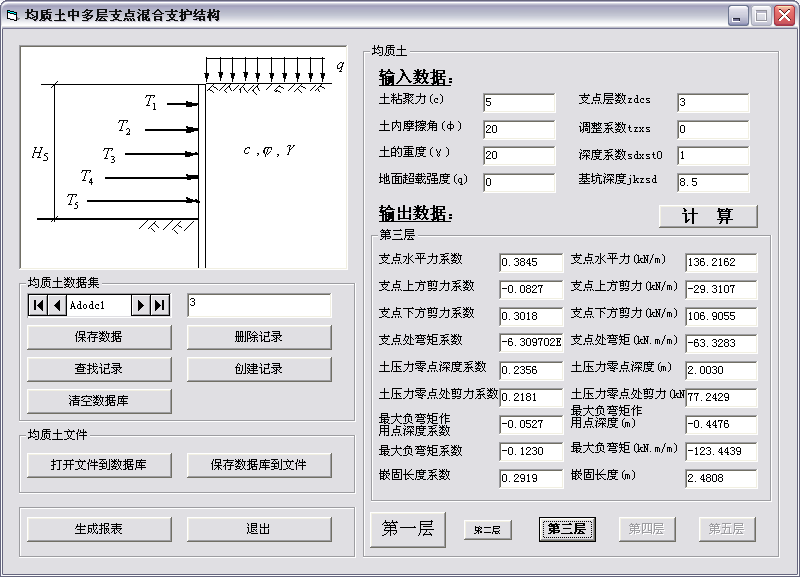 均质土中多层支点混合支护结构
q
T1
T2
H5
T3
c , φ , γ
T4
T5
均质土数据集
Adodc1
3
保存数据
删除记录
查找记录
创建记录
清空数据库
均质土文件
打开文件到数据库
保存数据库到文件
生成报表
退出
均质土
输入数据:
土粘聚力(c)
5
支点层数zdcs
3
土内摩擦角(φ)
20
调整系数tzxs
0
土的重度(γ)
20
深度系数sdxst0
1
地面超载强度(q)
0
基坑深度jkzsd
8.5
输出数据:
计 算
第三层
支点水平力系数
0.3845
支点水平力(kN/m)
136.2162
支点上方剪力系数
-0.0827
支点上方剪力(kN/m)
-29.3107
支点下方剪力系数
0.3018
支点下方剪力(kN/m)
106.9055
支点处弯矩系数
-6.309702E
支点处弯矩(kN.m/m)
-63.3283
土压力零点深度系数
0.2356
土压力零点深度(m)
2.0030
土压力零点处剪力系数
0.2181
土压力零点处剪力(kN
77.2429
最大负弯矩作
用点深度系数
-0.0527
最大负弯矩作
用点深度(m)
-0.4476
最大负弯矩系数
-0.1230
最大负弯矩(kN.m/m)
-123.4439
嵌固长度系数
0.2919
嵌固长度(m)
2.4808
第一层
第二层
第三层
第四层
第五层